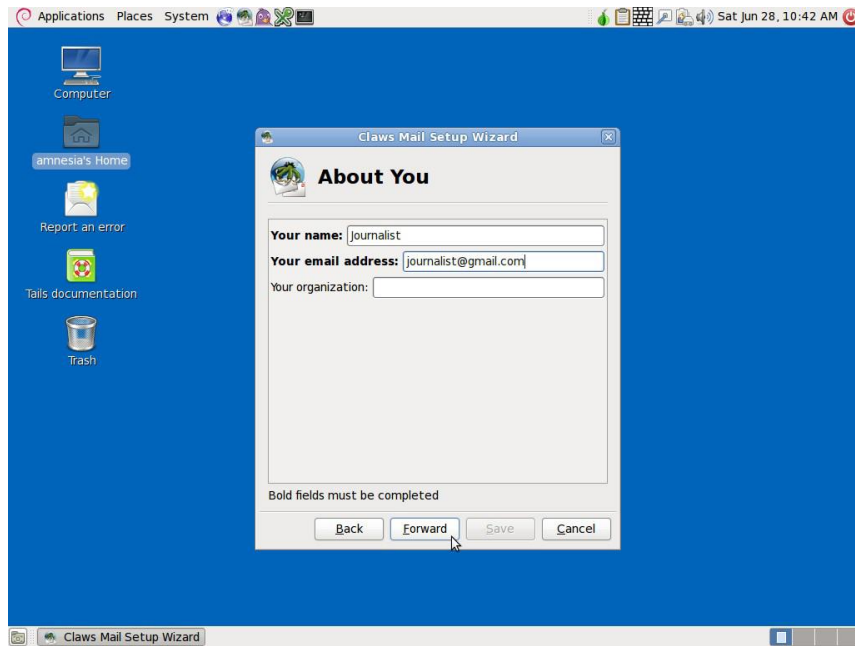 Applications Places System Sat Jun 28, 10:42 AM
Computer
amnesia's Home
Report an error
Tails documentation
Trash
Claws Mail Setup Wizard
About You
Your name: Journalist
Your email address: journalist@gmail.com
Your organization:
Bold fields must be completed
Back Forward Save Cancel
Claws Mail Setup Wizard